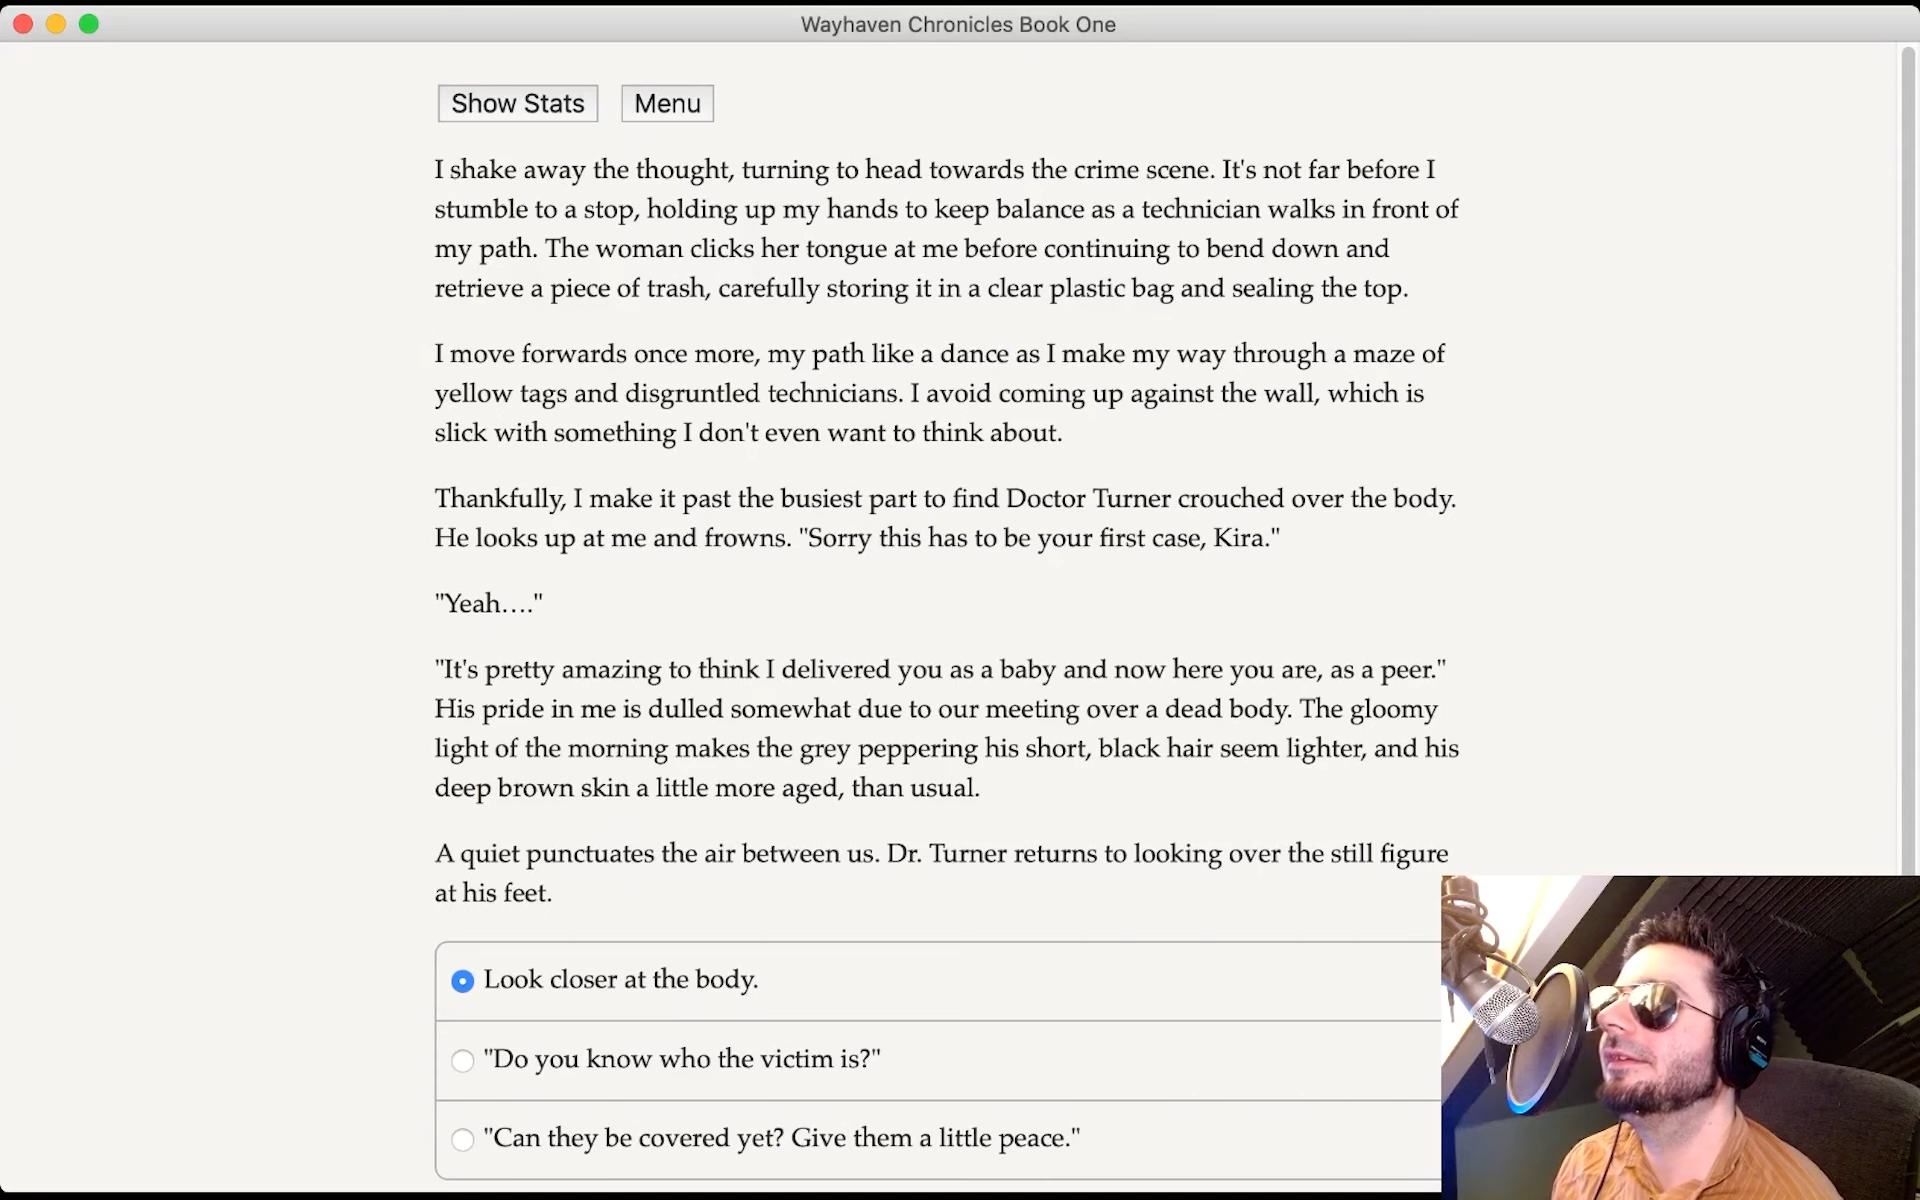 Wayhaven Chronicles Book One
Show Stats Menu
I shake away the thought, turning to head towards the crime scene. It's not far before I
stumble to a stop, holding up my hands to keep balance as a technician walks in front of
my path. The woman clicks her tongue at me before continuing to bend down and
retrieve a piece of trash, carefully storing it in a clear plastic bag and sealing the top.
I move forwards once more, my path like a dance as I make my way through a maze of
yellow tags and disgruntled technicians. I avoid coming up against the wall, which is
slick with something I don't even want to think about.
Thankfully, I make it past the busiest part to find Doctor Turner crouched over the body.
He looks up at me and frowns. "Sorry this has to be your first case, Kira."
"Yeah…."
"It's pretty amazing to think I delivered you as a baby and now here you are, as a peer."
His pride in me is dulled somewhat due to our meeting over a dead body. The gloomy
light of the morning makes the grey peppering his short, black hair seem lighter, and his
deep brown skin a little more aged, than usual.
A quiet punctuates the air between us. Dr. Turner returns to looking over the still figure
at his feet.
Look closer at the body.
"Do you know who the victim is?"
"Can they be covered yet? Give them a little peace."